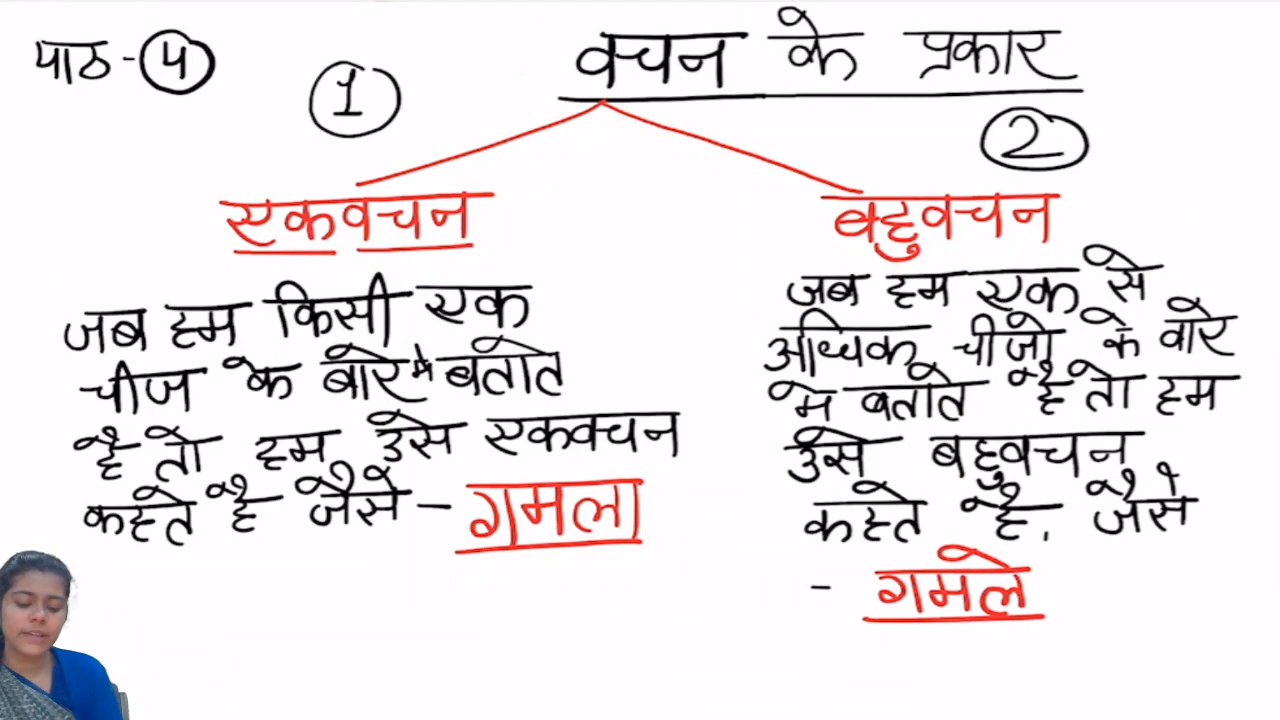 पाठ - ५
वचन के प्रकार
1
2
एकवचन
जब हम किसी एक
चीज के बारे में बताते
है तो हम उसे एकवचन
कहते है जैसे - गमला
बहुवचन
जब हम एक से
अधिक चीजो के बारे
मे बताते है तो हम
उसे बहुवचन
कहते है. जैसे
- गमले